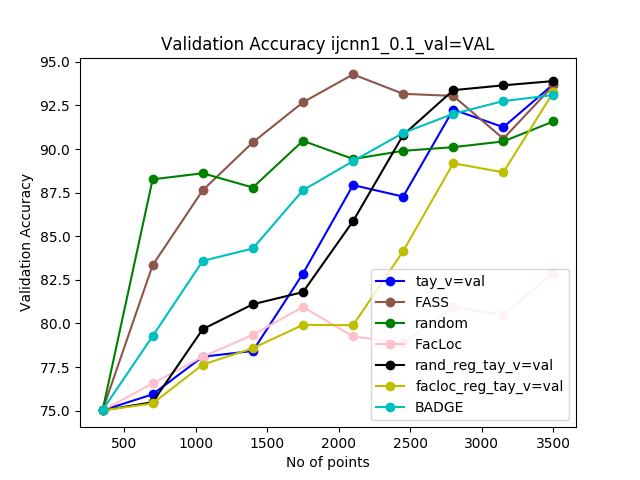 Validation Accuracy ijcnn1_0.1_val=VAL
95.0
92.5
90.0
87.5
85.0
82.5
80.0
77.5
75.0
Validation Accuracy
tay_v=val
FASS
random
FacLoc
rand_reg_tay_v=val
facloc_reg_tay_v=val
BADGE
500 1000 1500 2000 2500 3000 3500
No of points